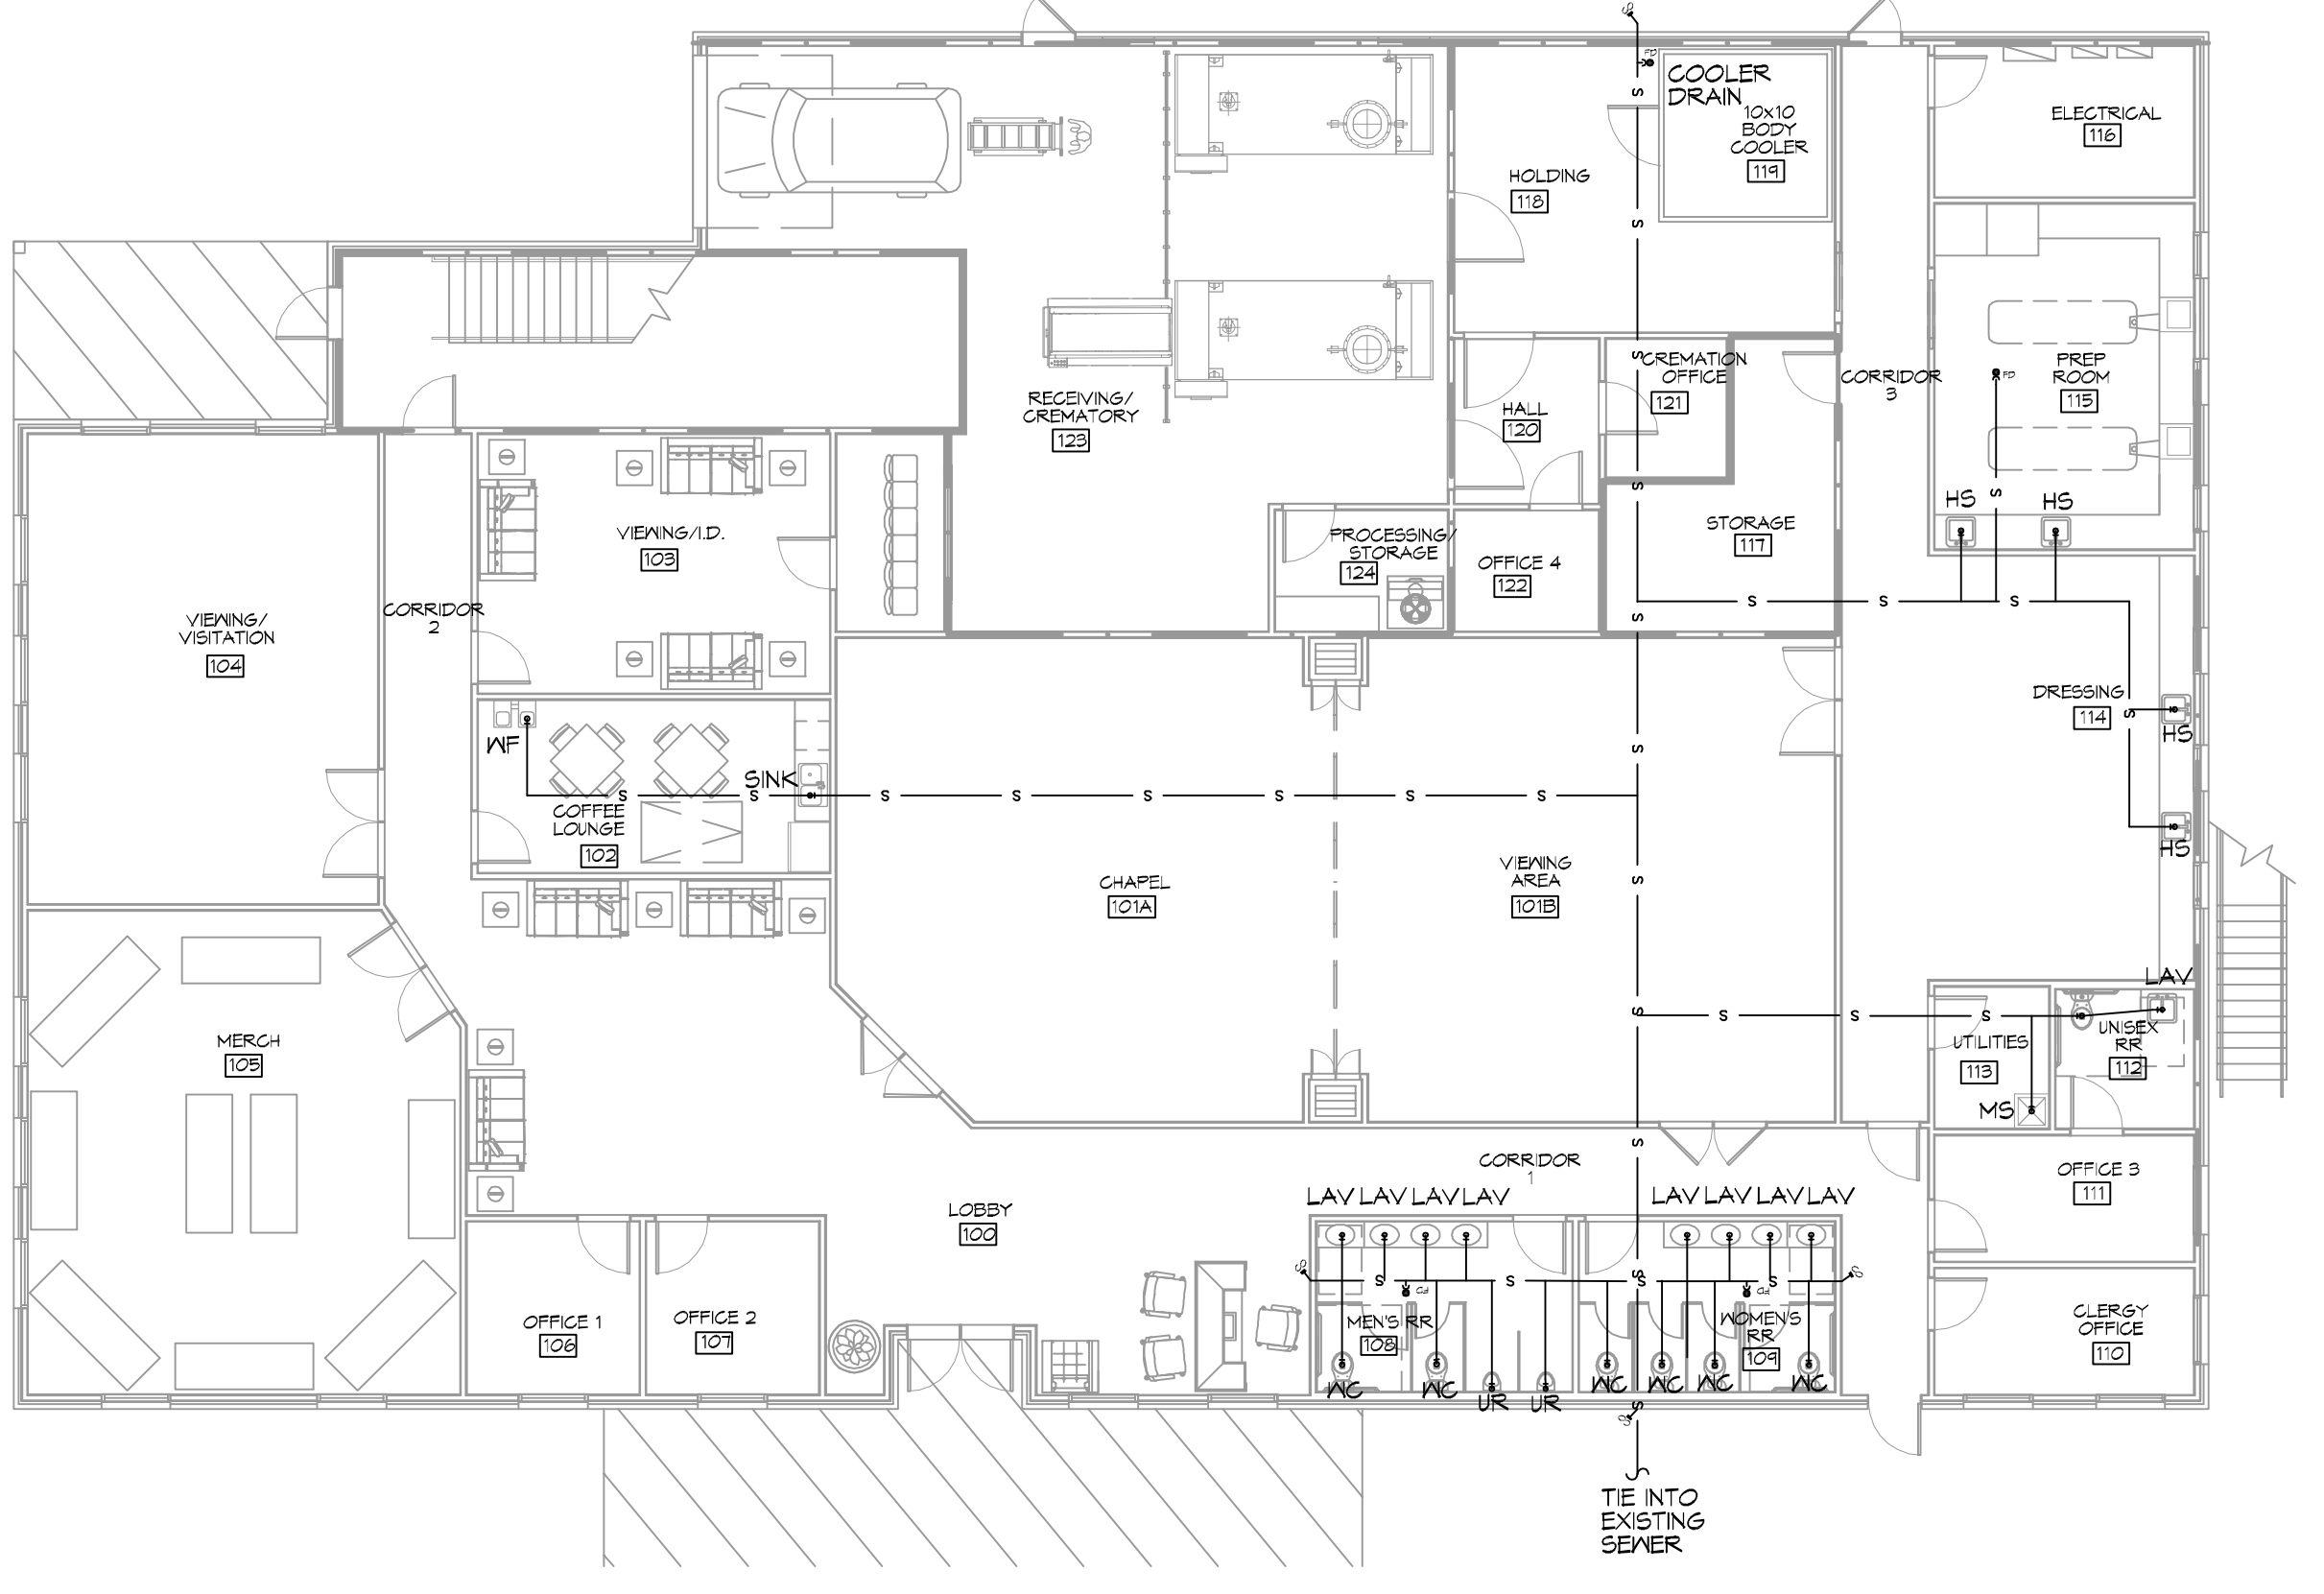 FD
COOLER
DRAIN
10x10
BODY
COOLER
119
ELECTRICAL
116
HOLDING
118
S
S
CREMATION
OFFICE
121
CORRIDOR
3
PREP
ROOM
115
FD
RECEIVING/
CREMATORY
123
HALL
120
S
S
S
HS
HS
VIEWING/I.D.
103
PROCESSING/
STORAGE
124
OFFICE 4
122
STORAGE
117
VIEWING/
VISITATION
104
CORRIDOR
2
S
S
S
S
DRESSING
114
S
HS
WF
SINK
S
S
S
S
S
S
S
S
S
S
COFFEE
LOUNGE
102
HS
CHAPEL
101A
VIEWING
AREA
101B
S
LAV
S
S
S
S
MERCH
105
UTILITIES
113
UNISEX
RR
112
MS
S
CORRIDOR
1
OFFICE 3
111
LAV LAV LAV LAV
LAV LAV LAV LAV
LOBBY
100
S
S
S
S
S
S
S
FD
FD
OFFICE 1
106
OFFICE 2
107
MEN'S RR
108
WOMEN'S
RR
109
CLERGY
OFFICE
110
WC
WC
UR
UR
WC
WC
WC
WC
S
S
TIE INTO
EXISTING
SEWER